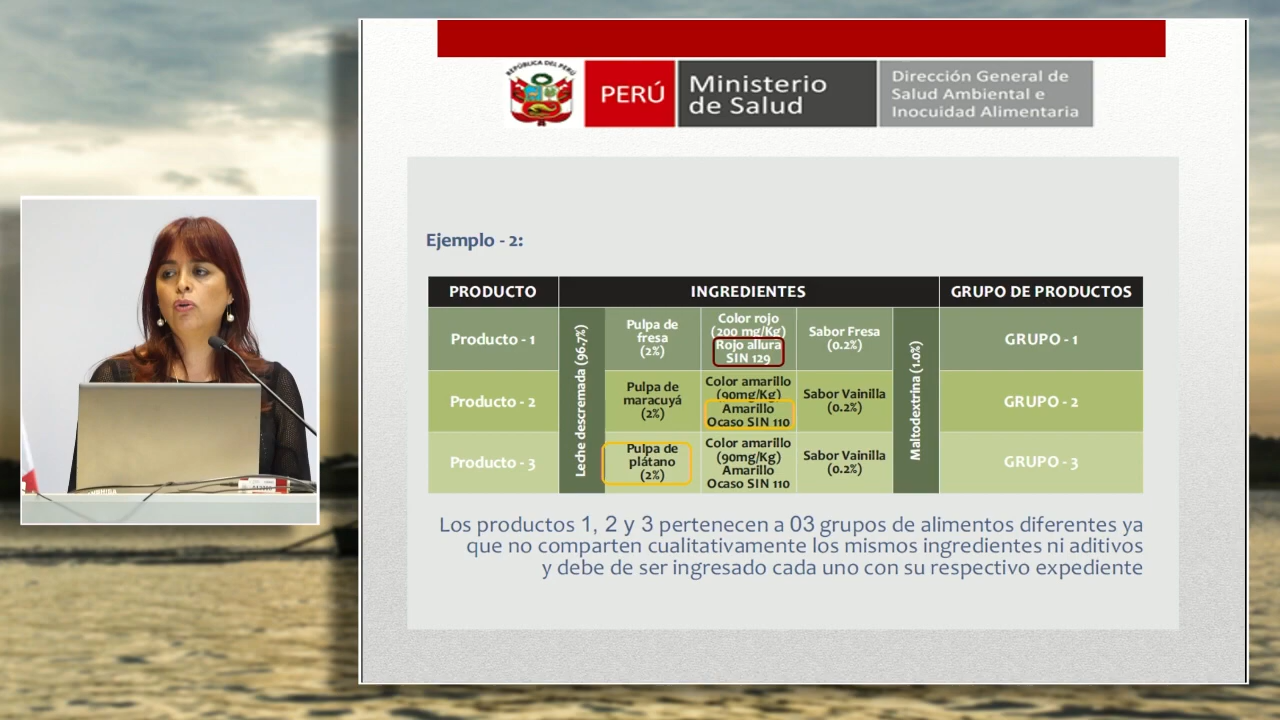 REPÚBLICA DEL PERÚ
PERÚ
Ministerio
de Salud
Dirección General de
Salud Ambiental e
Inocuidad Alimentaria
Ejemplo - 2:
PRODUCTO INGREDIENTES GRUPO DE PRODUCTOS
Producto - 1
Leche descremada (96.7%)
Pulpa de
fresa
(2%)
Color rojo
(200 mg/Kg)
Rojo allura
SIN 129
Sabor Fresa
(0.2%)
Maltodextrina (1.0%)
GRUPO - 1
Producto - 2
Pulpa de
maracuyá
(2%)
Color amarillo
(90mg/Kg)
Amarillo
Ocaso SIN 110
Sabor Vainilla
(0.2%)
GRUPO - 2
Producto - 3
Pulpa de
plátano
(2%)
Color amarillo
(90mg/Kg)
Amarillo
Ocaso SIN 110
Sabor Vainilla
(0.2%)
GRUPO - 3
Los productos 1, 2 y 3 pertenecen a 03 grupos de alimentos diferentes ya
que no comparten cualitativamente los mismos ingredientes ni aditivos
y debe de ser ingresado cada uno con su respectivo expediente